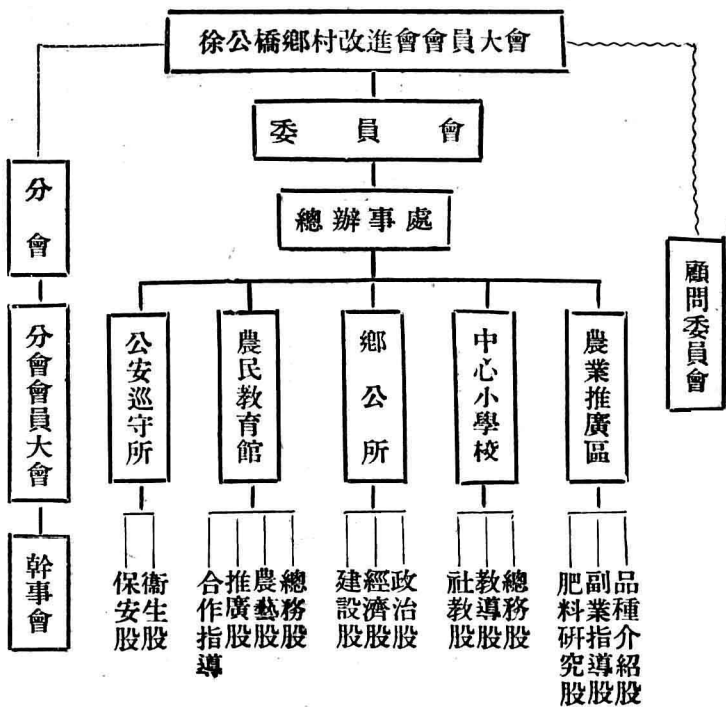 徐公橋鄉村改進會會員大會
委員會
總辦事處
顧問委員會
農業推廣區
中心小學校
鄉公所
農民教育館
公安巡守所
分會
分會會員大會
幹事會
品種介紹股
副業指導股
肥料研究股
總務股
教導股
社教股
政治股
經濟股
建設股
總務股
農藝股
推廣股
合作指導
衞生股
保安股